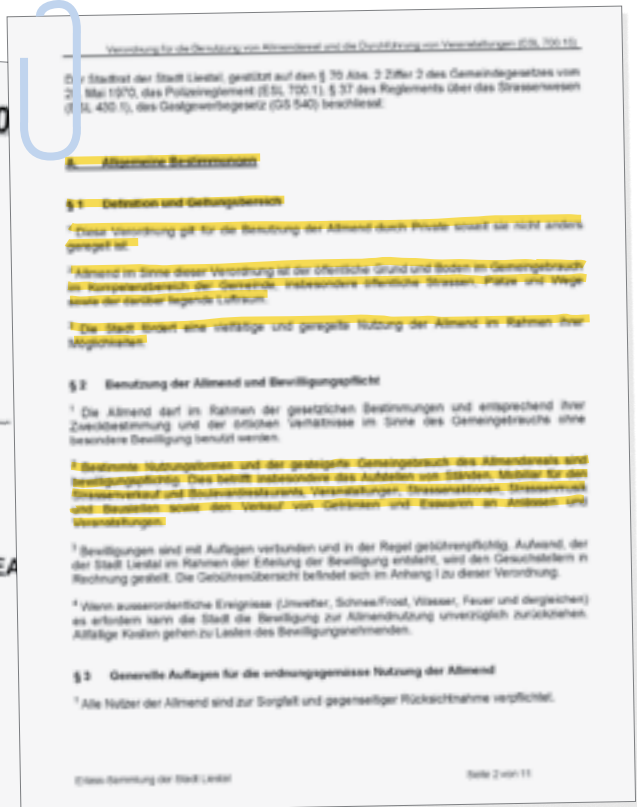 Verordnung für die Benutzung von Allmendareal und die Durchführung von Veranstaltungen (ESL 700.15)
Der Stadtrat der Stadt Liestal, gestützt auf den § 70 Abs. 2 Ziffer 2 des Gemeindegesetzes vom
Mai 1970, das Polizeireglement (ESL 700.1), § 37 des Reglements über das Strassenwesen
(ESL 430.1), das Gastgewerbegesetz (GS 540) beschliesst:
A. Allgemeine Bestimmungen
§ 1 Definition und Geltungsbereich
1 Diese Verordnung gilt für die Benutzung der Allmend durch Private soweit sie nicht anders
geregelt ist.
2 Allmend im Sinne dieser Verordnung ist der öffentliche Grund und Boden im Gemeingebrauch
im Kompetenzbereich der Gemeinde, insbesondere öffentliche Strassen, Plätze und Wege
sowie der darüber liegende Luftraum.
3 Die Stadt fördert eine vielfältige und geregelte Nutzung der Allmend im Rahmen ihrer
Möglichkeiten.
§ 2 Benutzung der Allmend und Bewilligungspflicht
1 Die Allmend darf im Rahmen der gesetzlichen Bestimmungen und entsprechend ihrer
Zweckbestimmung und der örtlichen Verhältnisse im Sinne des Gemeingebrauchs ohne
besondere Bewilligung benutzt werden.
2 Bestimmte Nutzungsformen und der gesteigerte Gemeingebrauch des Allmendareals sind
bewilligungspflichtig. Dies betrifft insbesondere das Aufstellen von Ständen, Mobiliar für den
Strassenverkauf und Boulevardrestaurants, Veranstaltungen, Strassenaktionen, Strassenmusik
und Baustellen sowie den Verkauf von Getränken und Esswaren an Anlässen und
Veranstaltungen.
3 Bewilligungen sind mit Auflagen verbunden und in der Regel gebührenpflichtig. Aufwand, der
der Stadt Liestal im Rahmen der Erteilung der Bewilligung entsteht, wird den Gesuchstellern in
Rechnung gestellt. Die Gebührenübersicht befindet sich im Anhang I zu dieser Verordnung.
4 Wenn ausserordentliche Ereignisse (Unwetter, Schnee/Frost, Wasser, Feuer und dergleichen)
es erfordern kann die Stadt die Bewilligung zur Allmendnutzung unverzüglich zurückziehen.
Allfällige Kosten gehen zu Lasten des Bewilligungsnehmenden.
§ 3 Generelle Auflagen für die ordnungsgemässe Nutzung der Allmend
1 Alle Nutzer der Allmend sind zur Sorgfalt und gegenseitiger Rücksichtnahme verpflichtet.
Erlass-Sammlung der Stadt Liestal
Seite 2 von 11